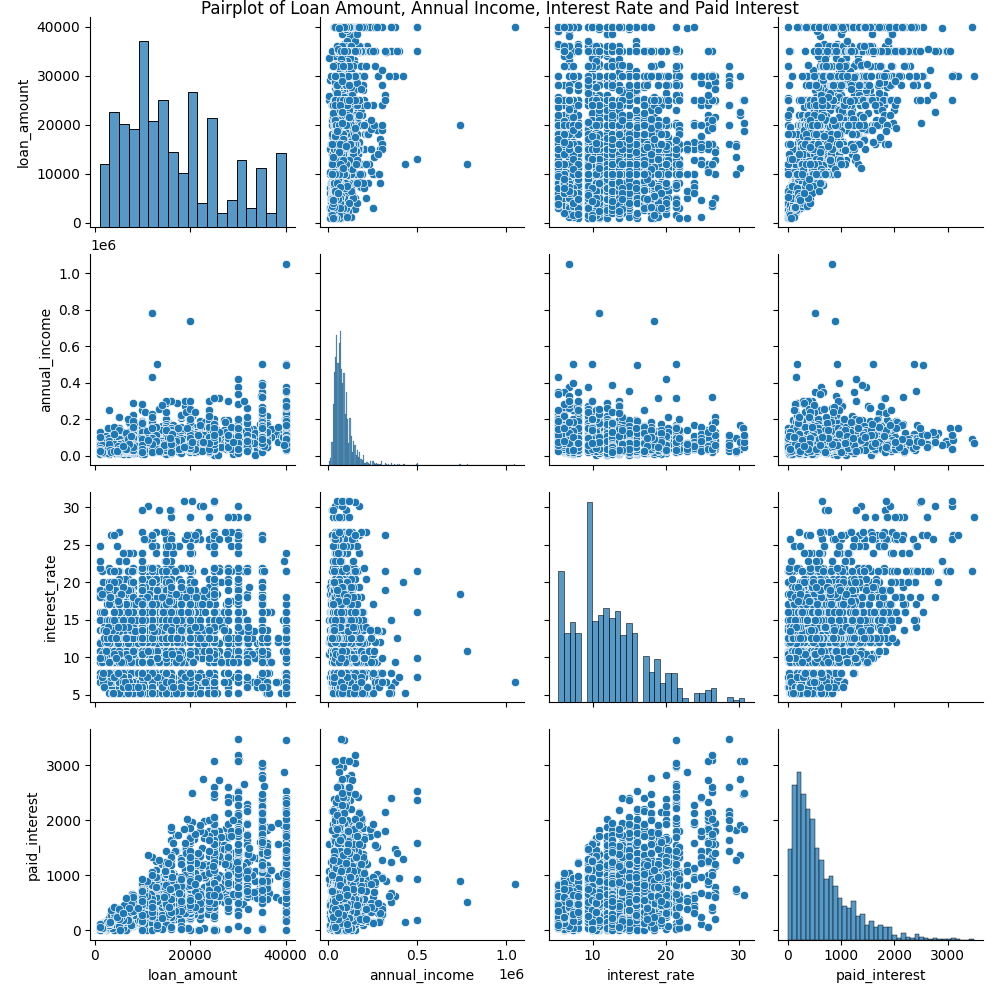 Pairplot of Loan Amount, Annual Income, Interest Rate and Paid Interest
40000
30000
20000
10000
0
loan_amount
1e6
1.0
0.8
0.6
0.4
0.2
0.0
annual_income
30
25
20
15
10
5
interest_rate
3000
2000
1000
0
paid_interest
0 20000 40000
0.0 0.5 1.0
10 20 30
0 1000 2000 3000
1e6
loan_amount annual_income interest_rate paid_interest